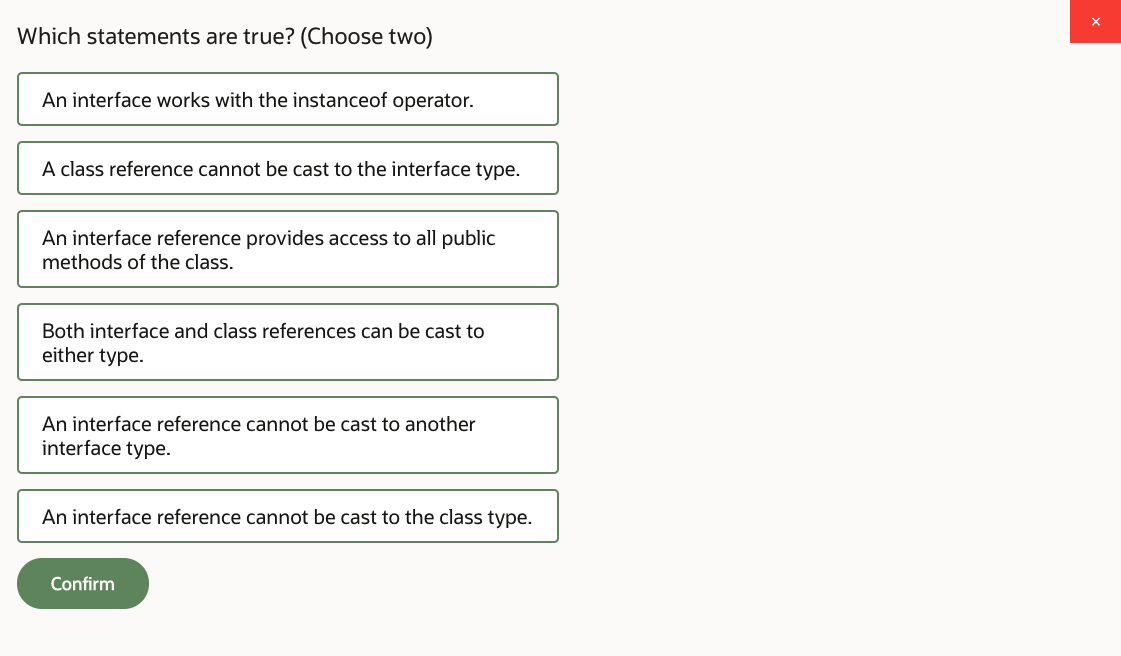 Which statements are true? (Choose two)
×
An interface works with the instanceof operator.
A class reference cannot be cast to the interface type.
An interface reference provides access to all public
methods of the class.
Both interface and class references can be cast to
either type.
An interface reference cannot be cast to another
interface type.
An interface reference cannot be cast to the class type.
Confirm